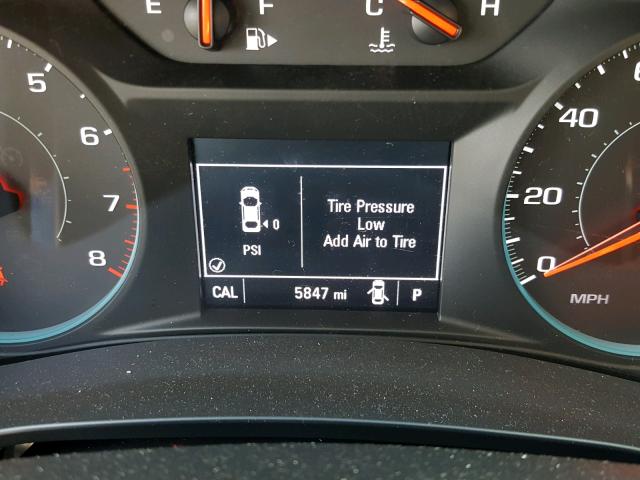 E F C H
5
6
7
8
Tire Pressure
Low
Add Air to Tire
0
PSI
CAL 5847 mi P
40
20
0
MPH